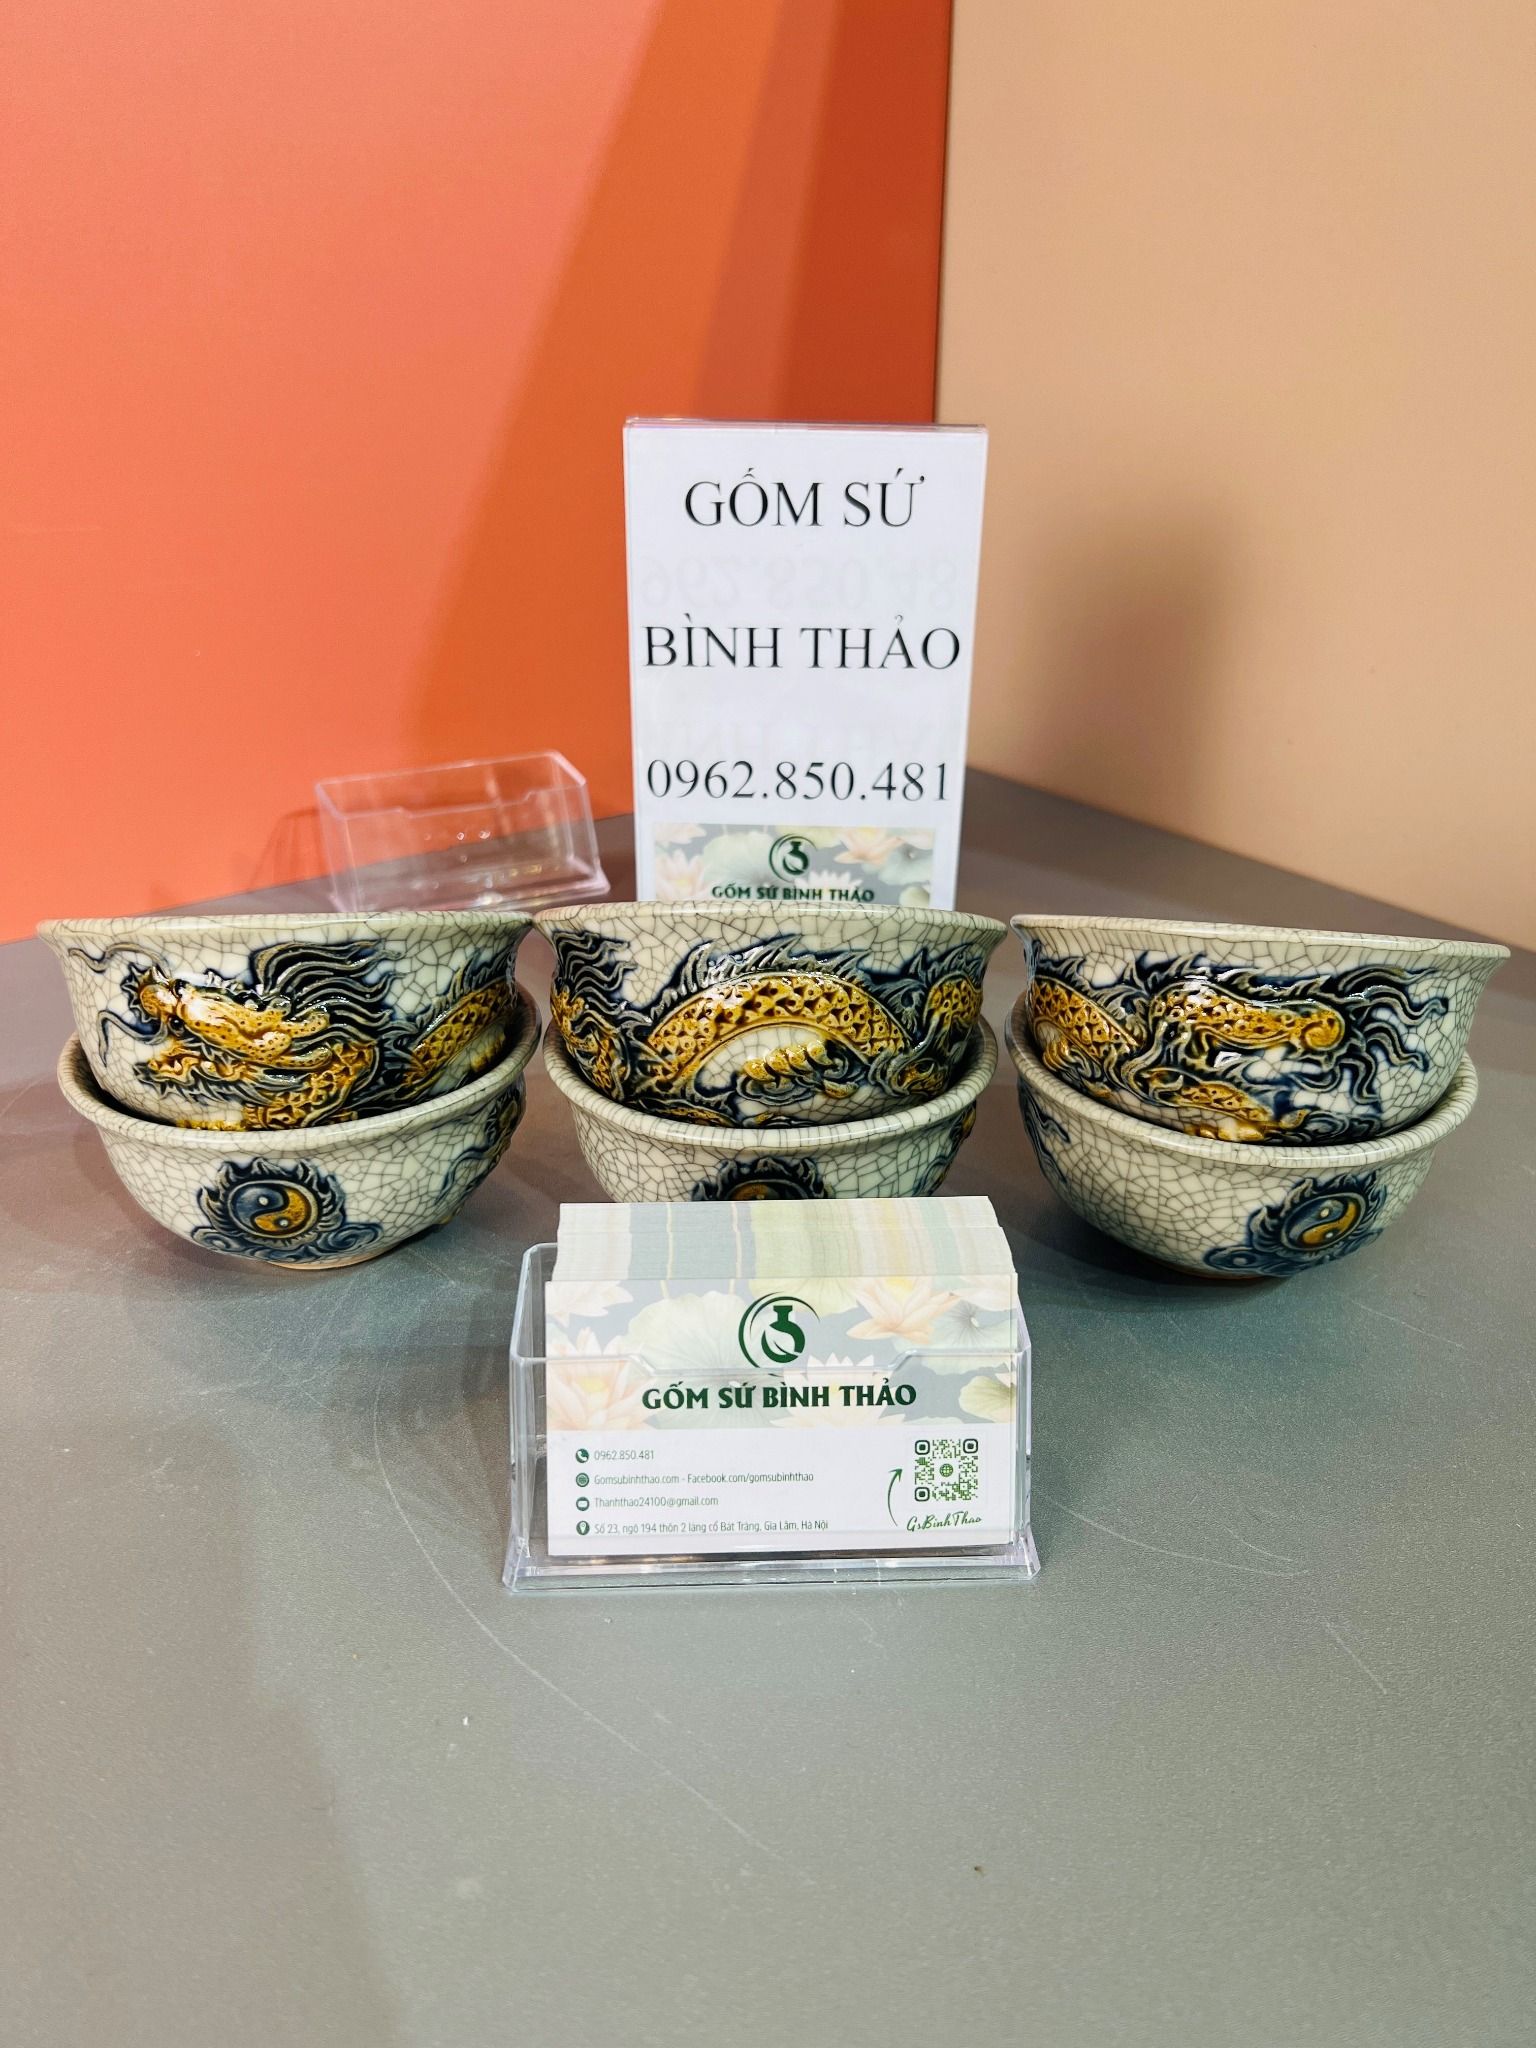 GỐM SỨ
BÌNH THẢO
0962.850.481
GỐM SỨ BÌNH THẢO
GỐM SỨ BÌNH THẢO
0962.850.481
Gomsubinhthao.com - Facebook.com/gomsubinhthao
Thanhthao24100@gmail.com
Số 23, ngõ 194 thôn 2 làng cổ Bát Tràng, Gia Lâm, Hà Nội
GsBinhThao